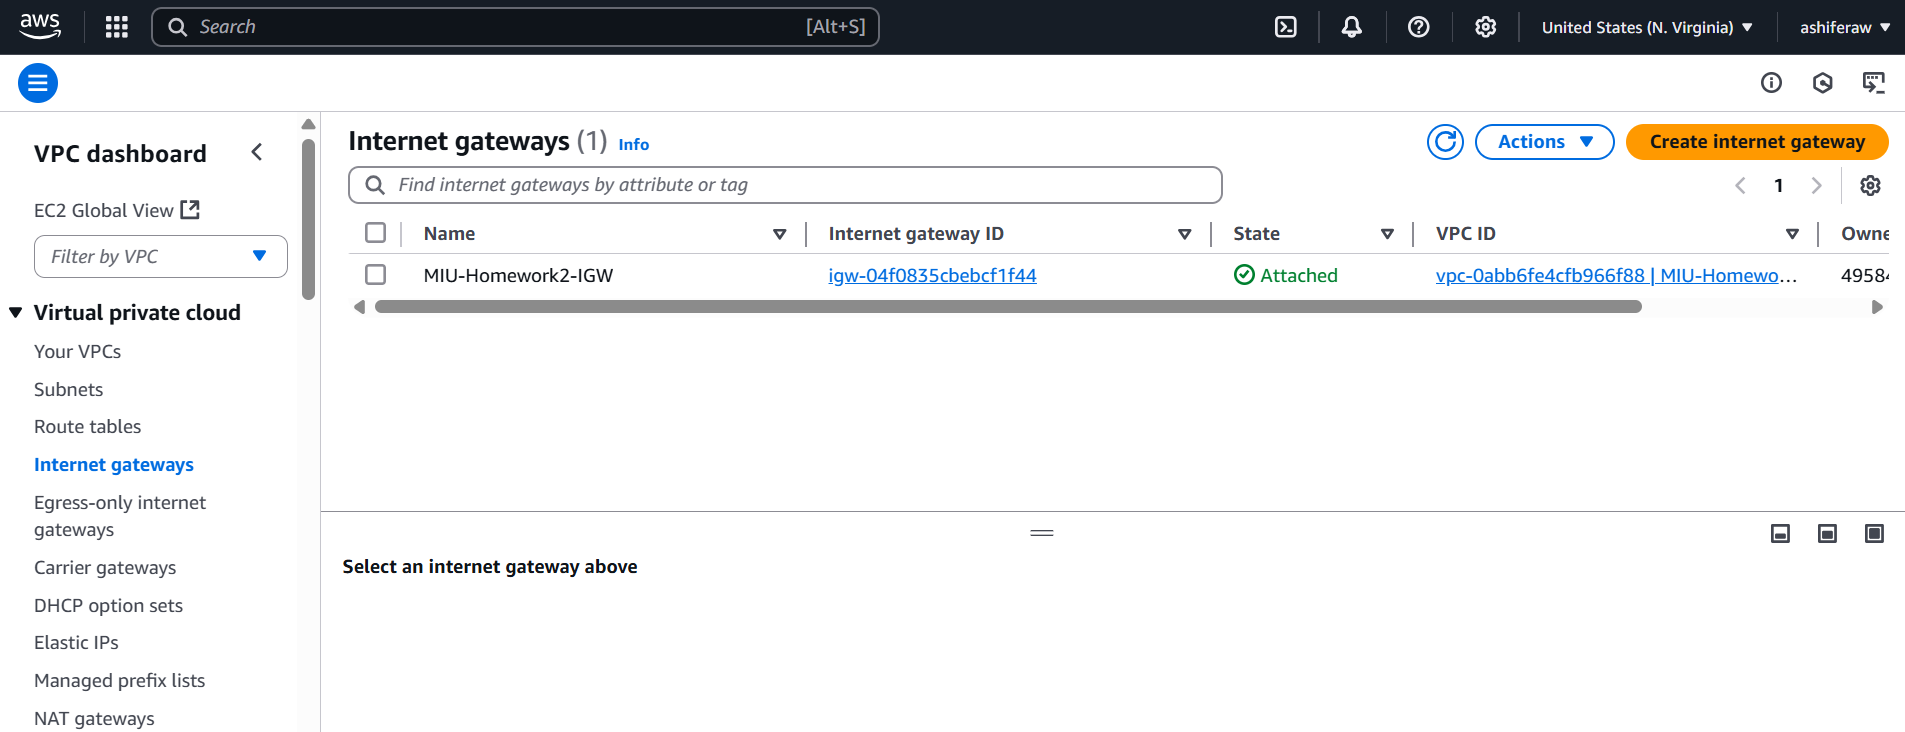 aws
Search [Alt+S]
United States (N. Virginia) ashiferaw
VPC dashboard
EC2 Global View
Filter by VPC
Virtual private cloud
Your VPCs
Subnets
Route tables
Internet gateways
Egress-only internet
gateways
Carrier gateways
DHCP option sets
Elastic IPs
Managed prefix lists
NAT gateways
Internet gateways (1) Info
Actions
Create internet gateway
Find internet gateways by attribute or tag
1
Name Internet gateway ID State VPC ID Owne
MIU-Homework2-IGW igw-04f0835cbebcf1f44 Attached vpc-0abb6fe4cfb966f88 | MIU-Homewo... 49584
Select an internet gateway above